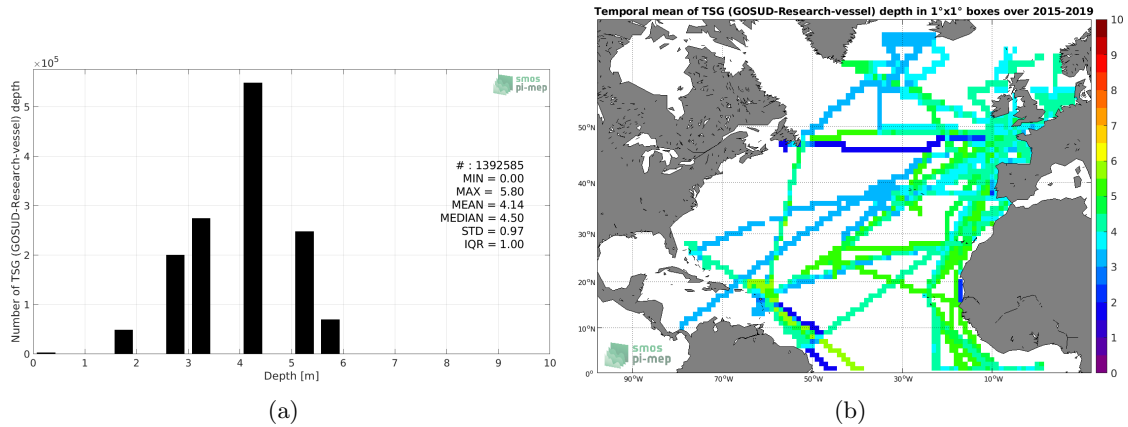 ×10⁵
smos
pi-mep
Number of TSG (GOSUD-Research-vessel) depth
5
4
3
2
1
0
# : 1392585
MIN = 0.00
MAX = 5.80
MEAN = 4.14
MEDIAN = 4.50
STD = 0.97
IQR = 1.00
0 1 2 3 4 5 6 7 8 9 10
Depth [m]
(a)
Temporal mean of TSG (GOSUD-Research-vessel) depth in 1°x1° boxes over 2015-2019
50°N
40°N
30°N
20°N
10°N
0°
90°W 70°W 50°W 30°W 10°W
smos
pi-mep
10
9
8
7
6
5
4
3
2
1
0
(b)